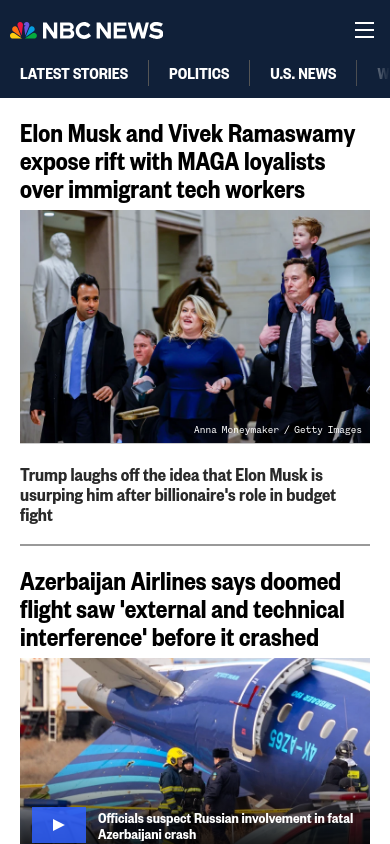 NBC NEWS
LATEST STORIES
POLITICS
U.S. NEWS
Elon Musk and Vivek Ramaswamy
expose rift with MAGA loyalists
over immigrant tech workers
Anna Moneymaker / Getty Images
Trump laughs off the idea that Elon Musk is
usurping him after billionaire's role in budget
fight
Azerbaijan Airlines says doomed
flight saw 'external and technical
interference' before it crashed
EMBRAER 190
4K-AZ65
Officials suspect Russian involvement in fatal
Azerbaijani crash